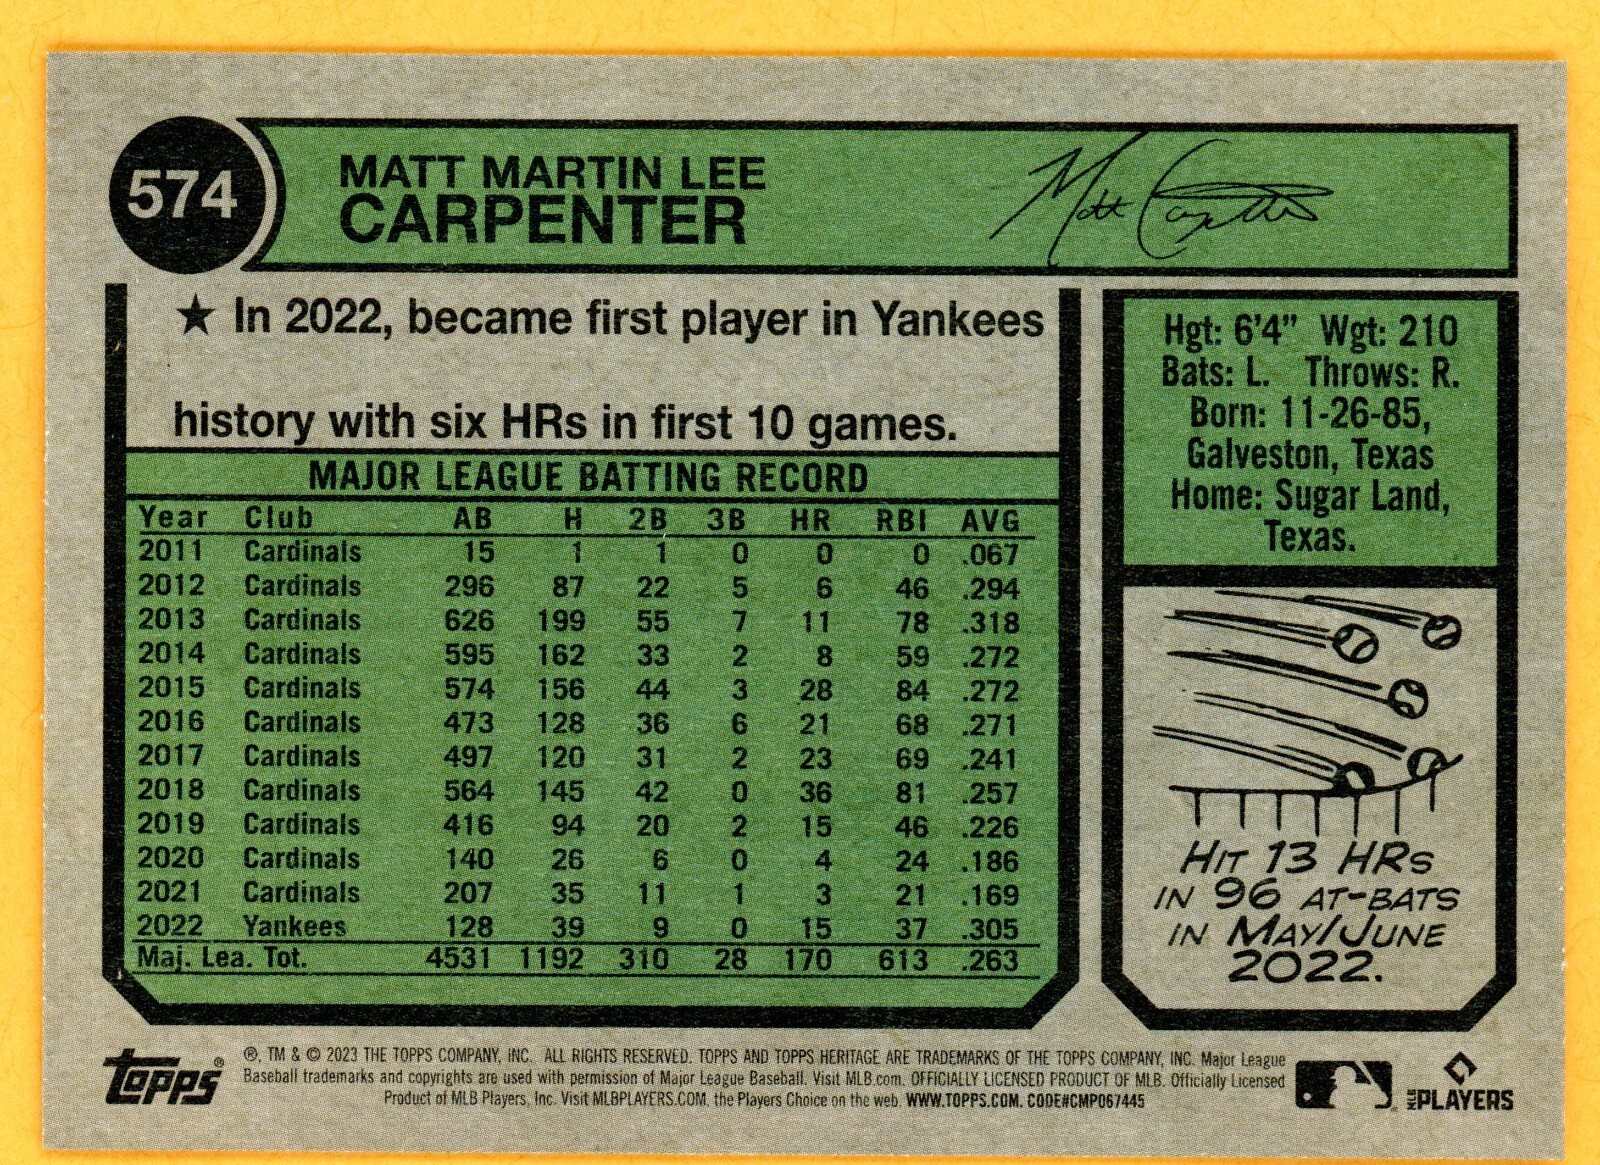 574
MATT MARTIN LEE
CARPENTER
Matt Carpenter
★ In 2022, became first player in Yankees
history with six HRs in first 10 games.
MAJOR LEAGUE BATTING RECORD
Year Club AB H 2B 3B HR RBI AVG
2011 Cardinals 15 1 1 0 0 0 .067
2012 Cardinals 296 87 22 5 6 46 .294
2013 Cardinals 626 199 55 7 11 78 .318
2014 Cardinals 595 162 33 2 8 59 .272
2015 Cardinals 574 156 44 3 28 84 .272
2016 Cardinals 473 128 36 6 21 68 .271
2017 Cardinals 497 120 31 2 23 69 .241
2018 Cardinals 564 145 42 0 36 81 .257
2019 Cardinals 416 94 20 2 15 46 .226
2020 Cardinals 140 26 6 0 4 24 .186
2021 Cardinals 207 35 11 1 3 21 .169
2022 Yankees 128 39 9 0 15 37 .305
Maj. Lea. Tot. 4531 1192 310 28 170 613 .263
Hgt: 6'4" Wgt: 210
Bats: L. Throws: R.
Born: 11-26-85,
Galveston, Texas
Home: Sugar Land,
Texas.
HIT 13 HRS
IN 96 AT-BATS
IN MAY/JUNE
2022.
Topps®
®, TM & © 2023 THE TOPPS COMPANY, INC. ALL RIGHTS RESERVED. TOPPS AND TOPPS HERITAGE ARE TRADEMARKS OF THE TOPPS COMPANY, INC. Major League
Baseball trademarks and copyrights are used with permission of Major League Baseball. Visit MLB.com. OFFICIALLY LICENSED PRODUCT OF MLB. Officially Licensed
Product of MLB Players, Inc. Visit MLBPLAYERS.COM, the Players Choice on the web. WWW.TOPPS.COM. CODE#CMP067445
MLB PLAYERS